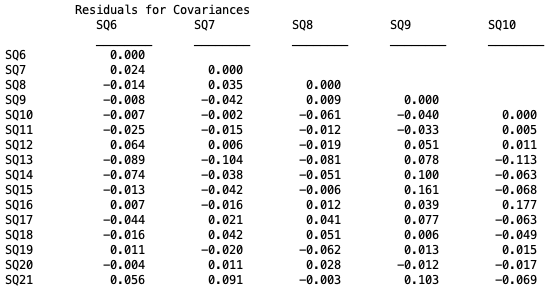 Residuals for Covariances
SQ6 SQ7 SQ8 SQ9 SQ10
________ ________ ________ ________ ________
SQ6 0.000
SQ7 0.024 0.000
SQ8 -0.014 0.035 0.000
SQ9 -0.008 -0.042 0.009 0.000
SQ10 -0.007 -0.002 -0.061 -0.040 0.000
SQ11 -0.025 -0.015 -0.012 -0.033 0.005
SQ12 0.064 0.006 -0.019 0.051 0.011
SQ13 -0.089 -0.104 -0.081 0.078 -0.113
SQ14 -0.074 -0.038 -0.051 0.100 -0.063
SQ15 -0.013 -0.042 -0.006 0.161 -0.068
SQ16 0.007 -0.016 0.012 0.039 0.177
SQ17 -0.044 0.021 0.041 0.077 -0.063
SQ18 -0.016 0.042 0.051 0.006 -0.049
SQ19 0.011 -0.020 -0.062 0.013 0.015
SQ20 -0.004 0.011 0.028 -0.012 -0.017
SQ21 0.056 0.091 -0.003 0.103 -0.069